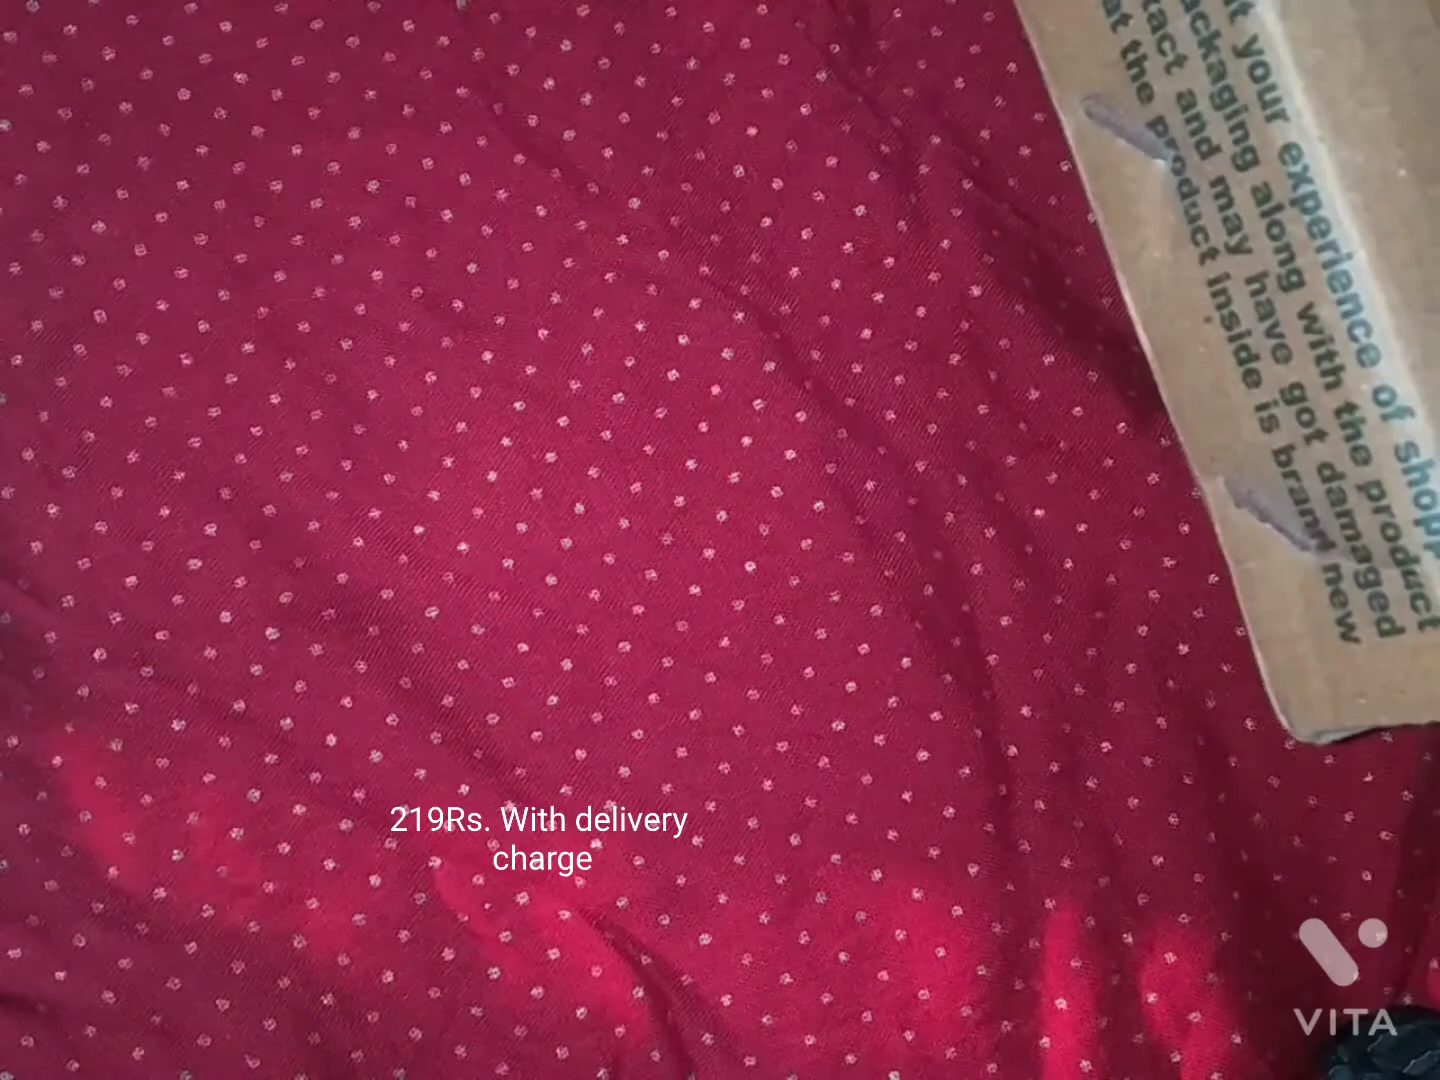 it your experience of shopp
ackaging along with the product
tact and may have got damaged
at the product inside is brand new
219Rs. With delivery
charge
VITA